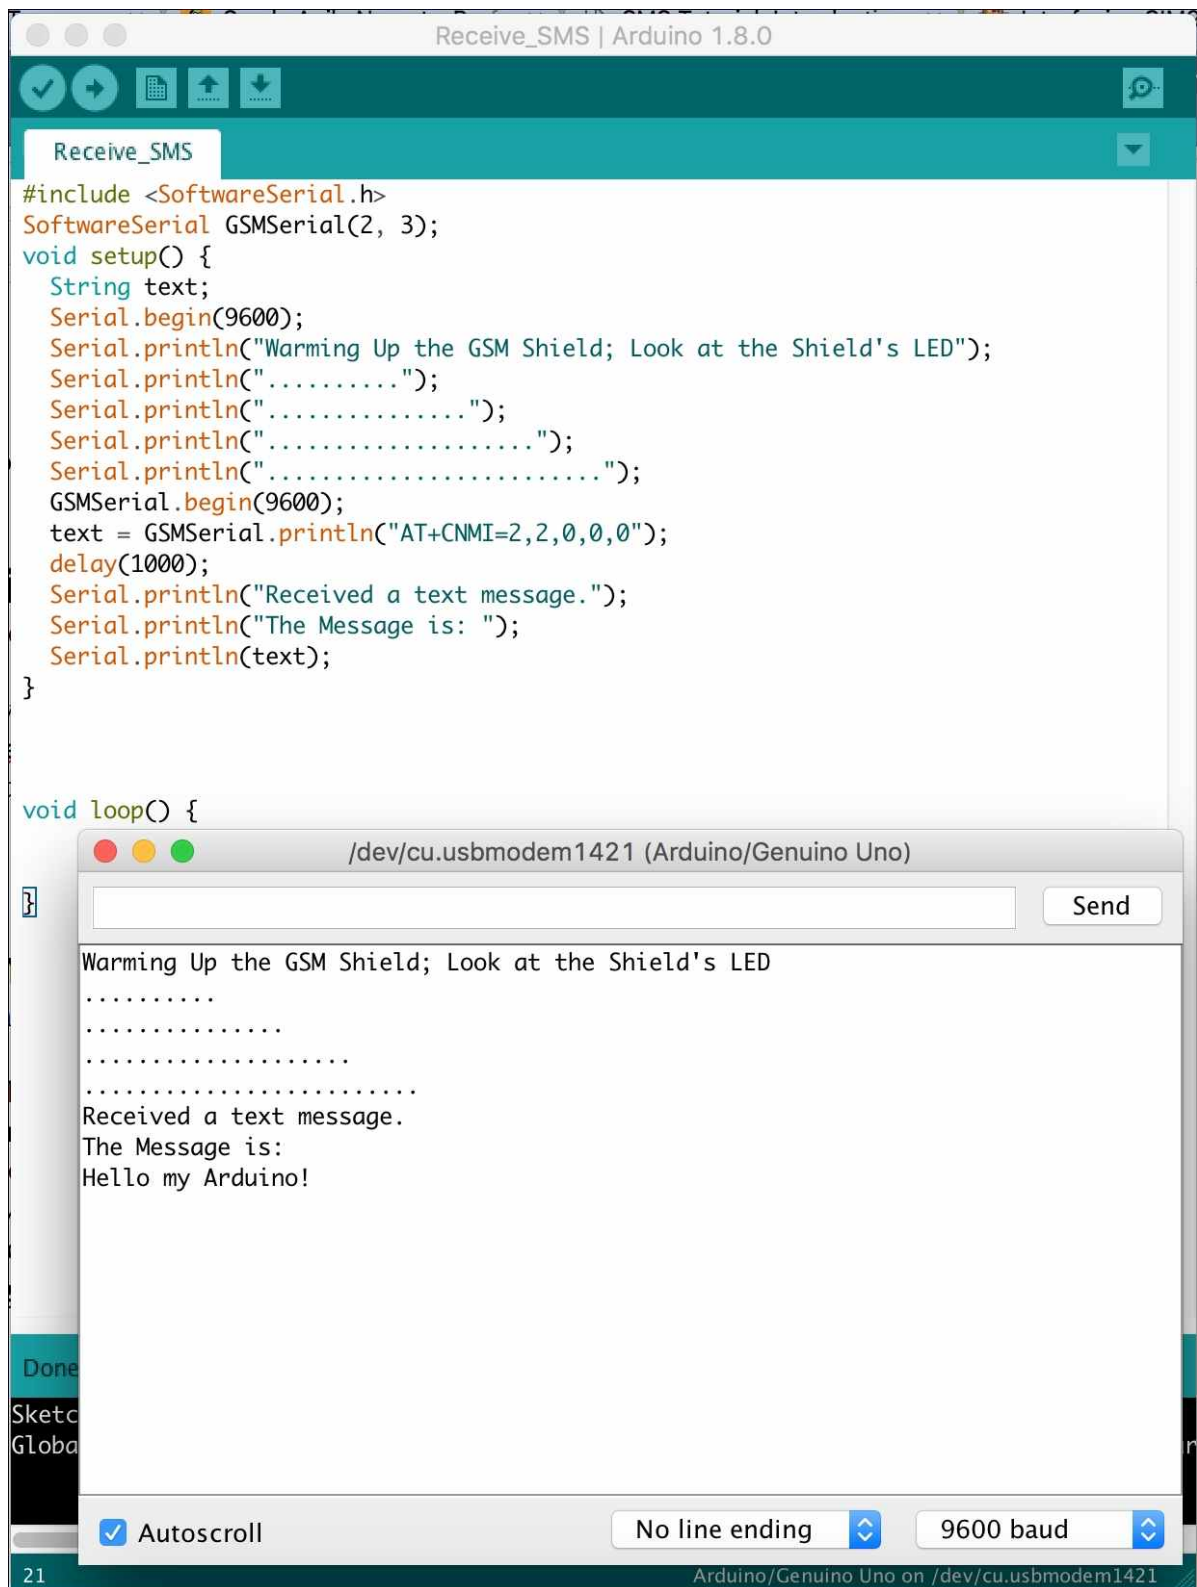 Receive_SMS | Arduino 1.8.0
Receive_SMS
#include <SoftwareSerial.h>
SoftwareSerial GSMSerial(2, 3);
void setup() {
String text;
Serial.begin(9600);
Serial.println("Warming Up the GSM Shield; Look at the Shield's LED");
Serial.println("..........");
Serial.println("...............");
Serial.println("....................");
Serial.println(".........................");
GSMSerial.begin(9600);
text = GSMSerial.println("AT+CNMI=2,2,0,0,0");
delay(1000);
Serial.println("Received a text message.");
Serial.println("The Message is: ");
Serial.println(text);
}
void loop() {
/dev/cu.usbmodem1421 (Arduino/Genuino Uno)
}
Send
Warming Up the GSM Shield; Look at the Shield's LED
..........
...............
....................
.........................
Received a text message.
The Message is:
Hello my Arduino!
Done
Sketc
Globa
Autoscroll
No line ending
9600 baud
21
Arduino/Genuino Uno on /dev/cu.usbmodem1421